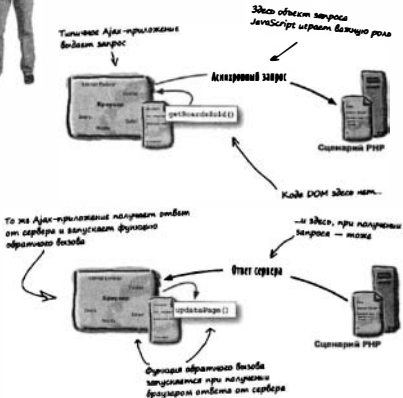 Типичное Ajax-приложение
выдает запрос
Здесь объект запроса
JavaScript играет важную роль
Асинхронный запрос
Браузер
getBoardsSold()
Сценарий PHP
Кода DOM здесь нет...
То же Ajax-приложение получает ответ
от сервера и запускает функцию
обратного вызова
...и здесь, при получении
запроса — тоже
Ответ сервера
Браузер
updatePage()
Сценарий PHP
Функция обратного вызова
запускается при получении
браузером ответа от сервера